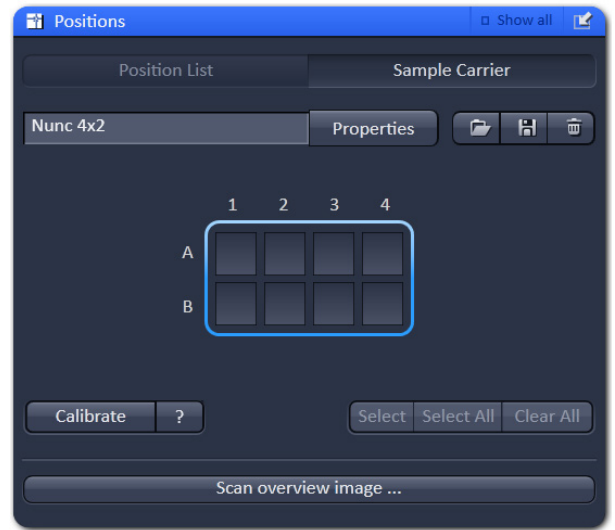 Positions
Show all
Position List
Sample Carrier
Nunc 4x2
Properties
1 2 3 4
A
B
Calibrate
?
Select
Select All
Clear All
Scan overview image ...